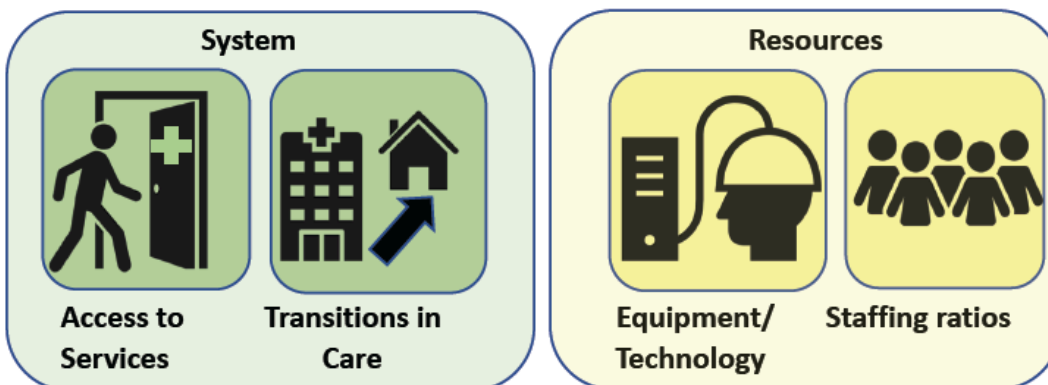 System
Access to
Services
Transitions in
Care
Resources
Equipment/
Technology
Staffing ratios